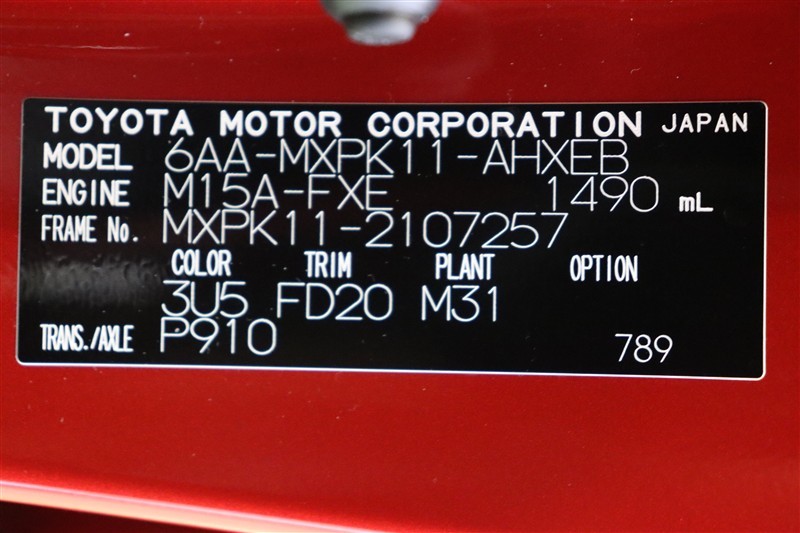 TOYOTA MOTOR CORPORATION JAPAN
MODEL 6AA-MXPK11-AHXEB
ENGINE M15A-FXE 1490 mL
FRAME No. MXPK11-2107257
COLOR TRIM PLANT OPTION
3U5 FD20 M31
TRANS./AXLE P910
789